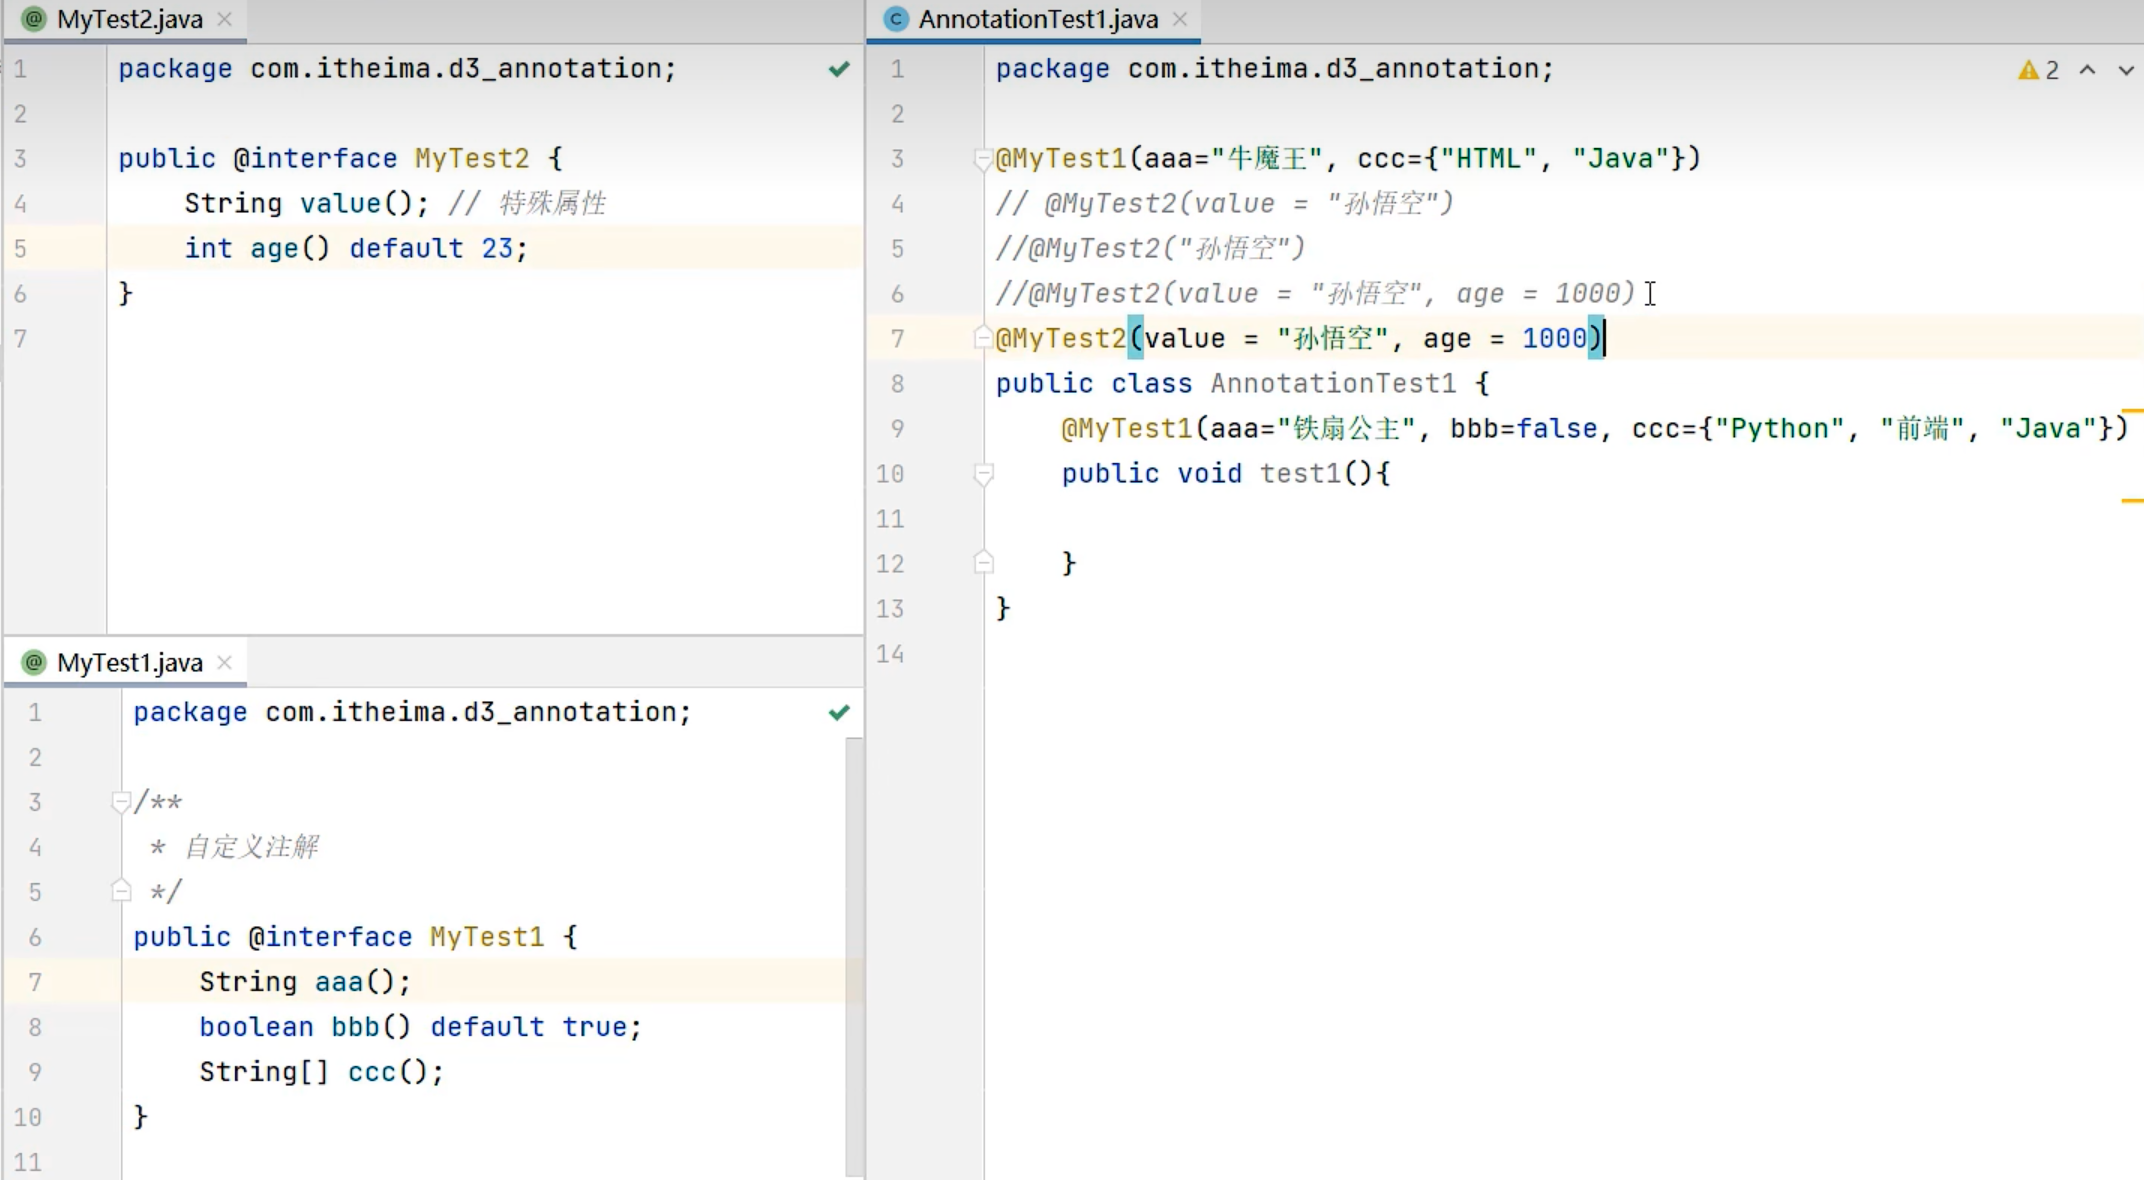 MyTest2.java
1 package com.itheima.d3_annotation;
2
3 public @interface MyTest2 {
4     String value(); // 特殊属性
5     int age() default 23;
6 }
7
MyTest1.java
1 package com.itheima.d3_annotation;
2
3 /**
4  * 自定义注解
5  */
6 public @interface MyTest1 {
7     String aaa();
8     boolean bbb() default true;
9     String[] ccc();
10 }
11
AnnotationTest1.java
1 package com.itheima.d3_annotation; 2
2
3 @MyTest1(aaa="牛魔王", ccc={"HTML", "Java"})
4 // @MyTest2(value = "孙悟空")
5 //@MyTest2("孙悟空")
6 //@MyTest2(value = "孙悟空", age = 1000)
7 @MyTest2(value = "孙悟空", age = 1000)
8 public class AnnotationTest1 {
9     @MyTest1(aaa="铁扇公主", bbb=false, ccc={"Python", "前端", "Java"})
10     public void test1(){
11
12     }
13 }
14